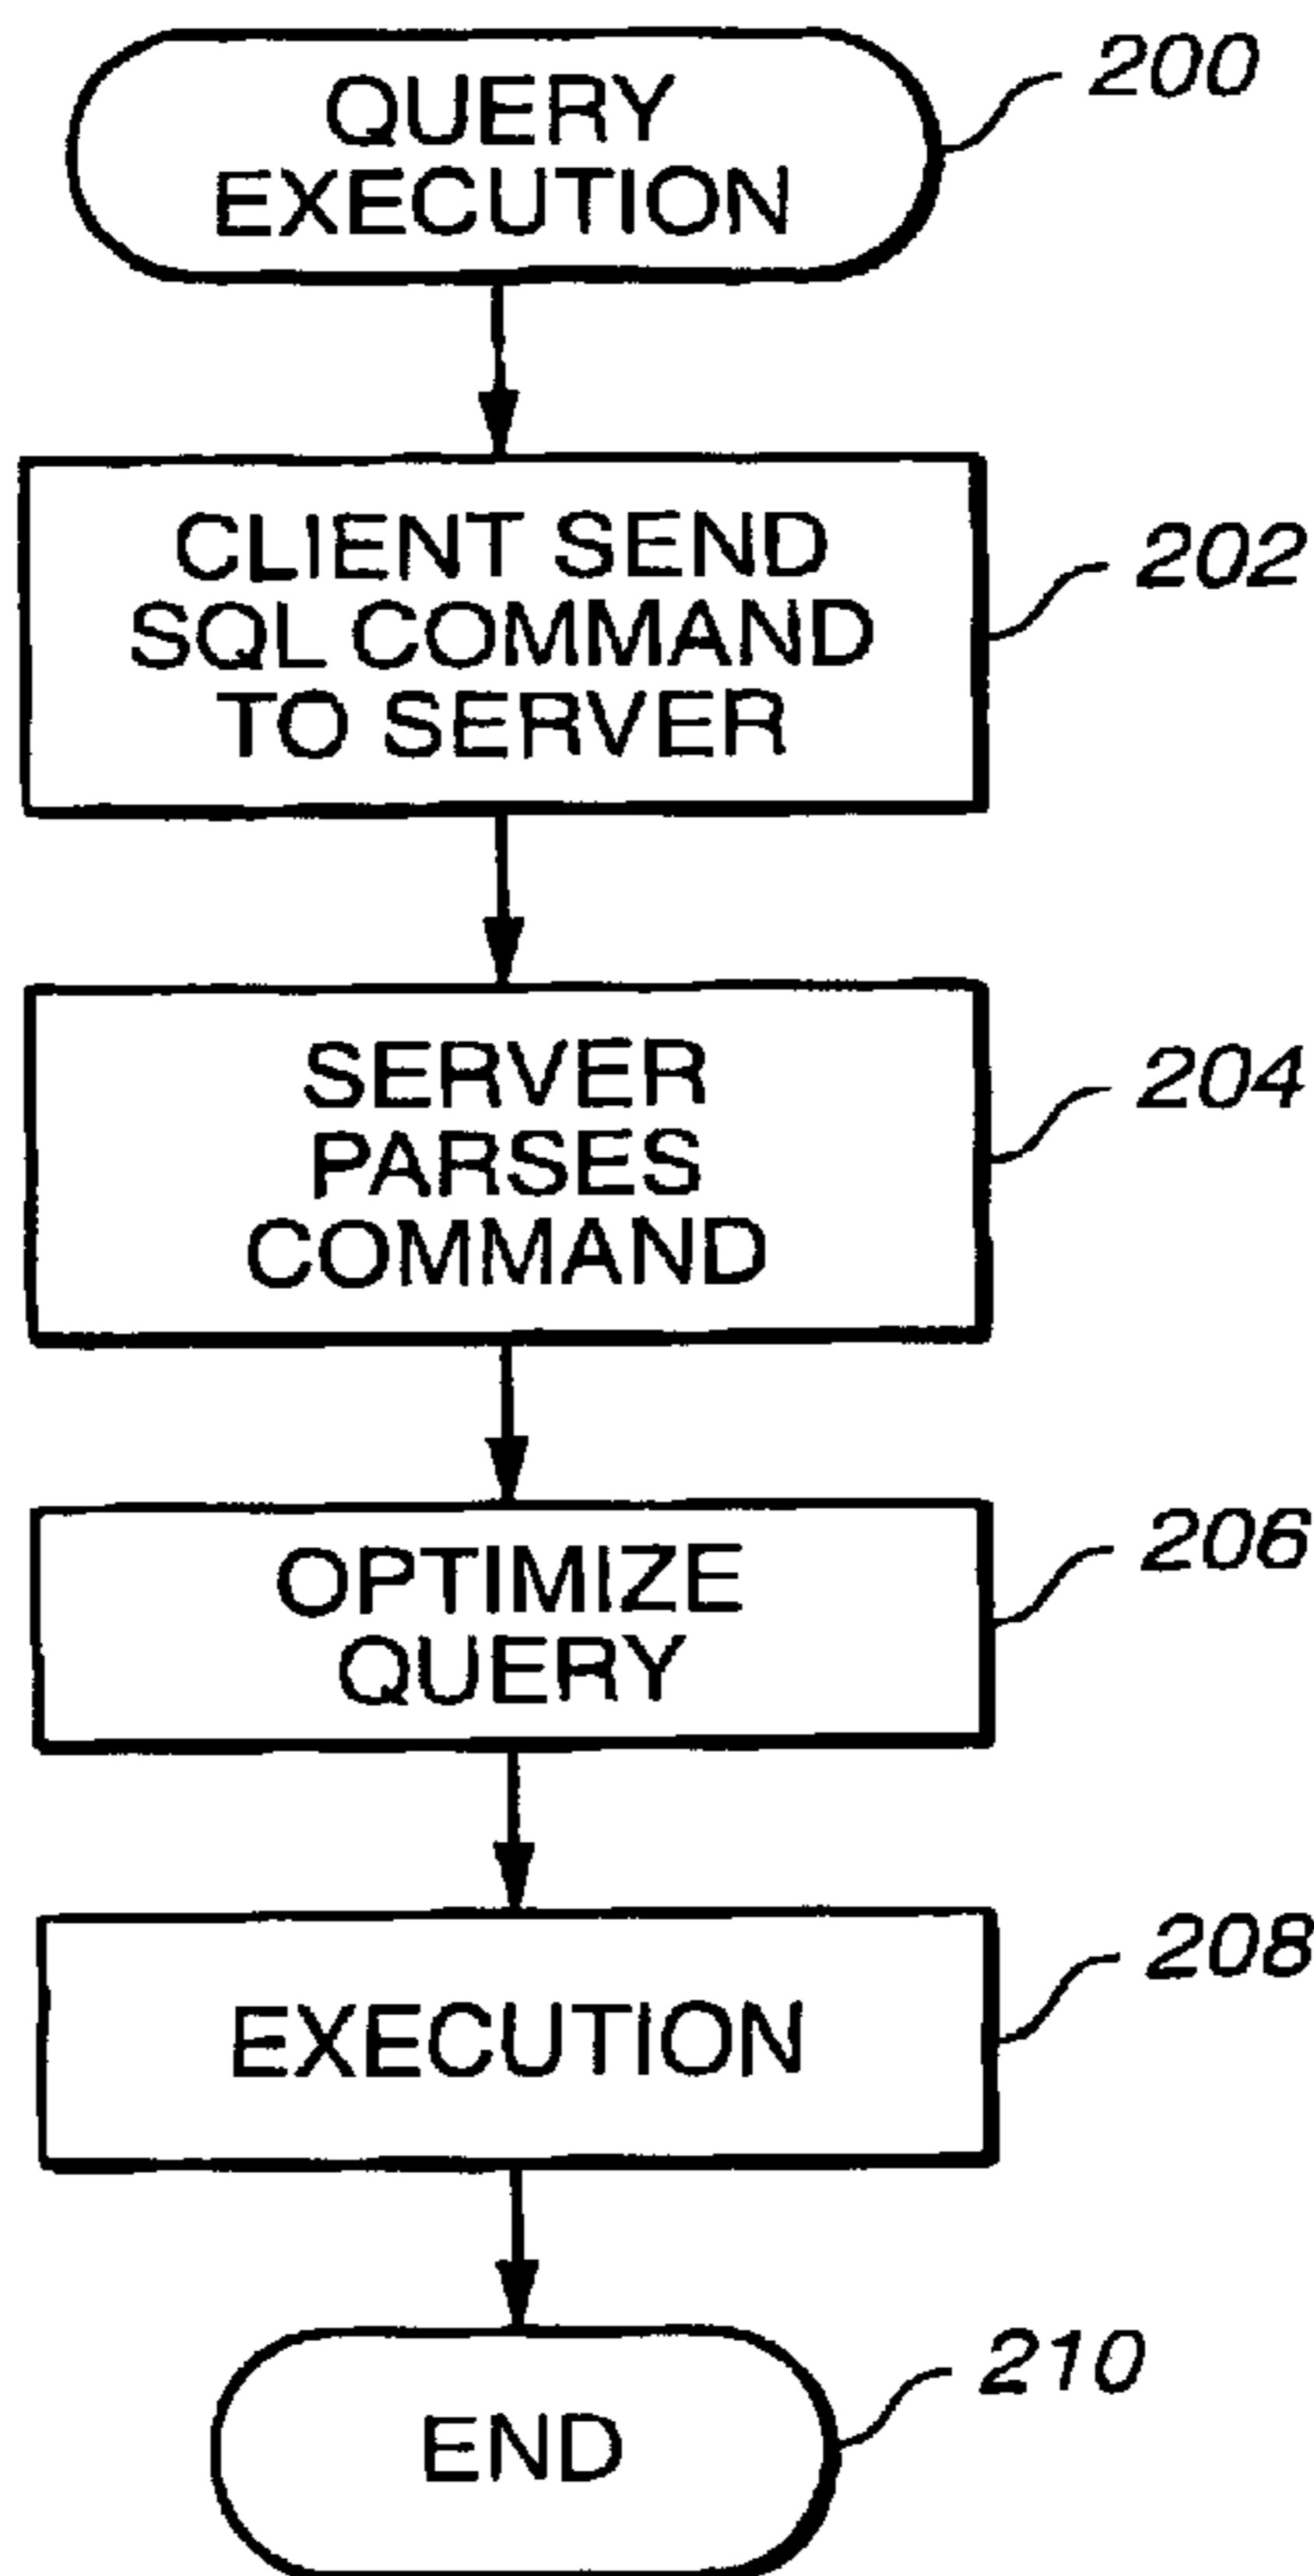 QUERY
EXECUTION
200
CLIENT SEND
SQL COMMAND
TO SERVER
202
SERVER
PARSES
COMMAND
204
OPTIMIZE
QUERY
206
EXECUTION
208
END
210